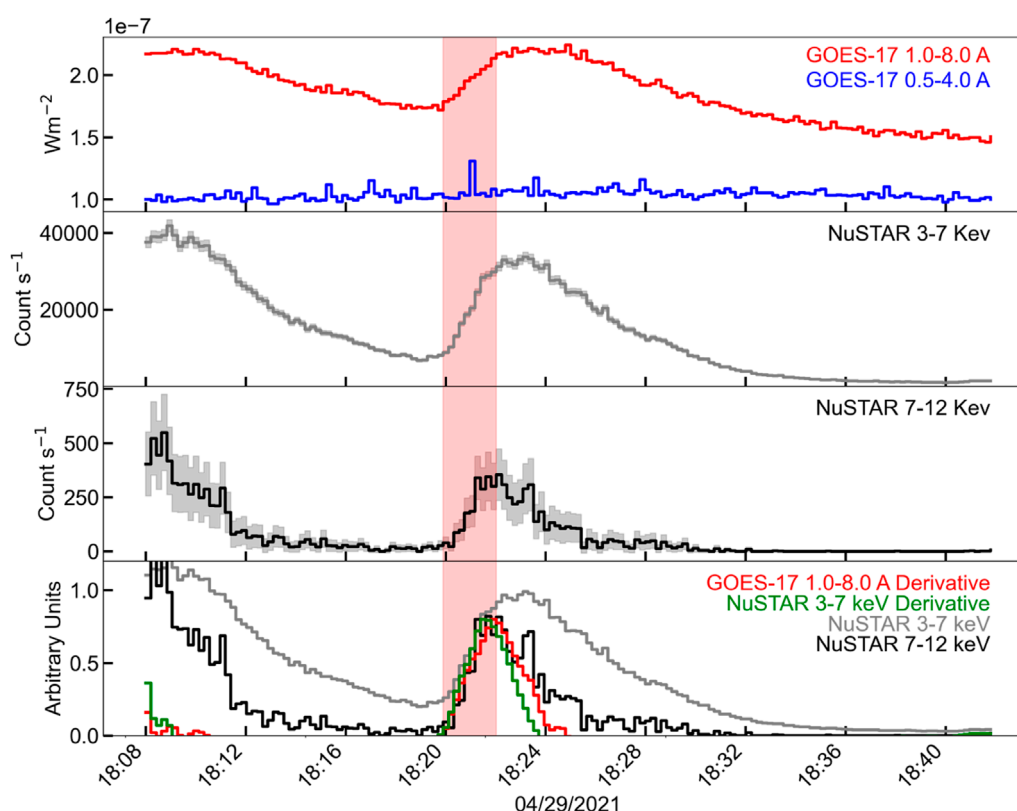 1e−7
GOES-17 1.0-8.0 A
GOES-17 0.5-4.0 A
2.0
1.5
1.0
Wm−2
NuSTAR 3-7 Kev
40000
20000
Count s−1
NuSTAR 7-12 Kev
750
500
250
0
Count s−1
GOES-17 1.0-8.0 A Derivative
NuSTAR 3-7 keV Derivative
NuSTAR 3-7 keV
NuSTAR 7-12 keV
1.0
0.5
0.0
Arbitrary Units
18:08
18:12
18:16
18:20
18:24
18:28
18:32
18:36
18:40
04/29/2021